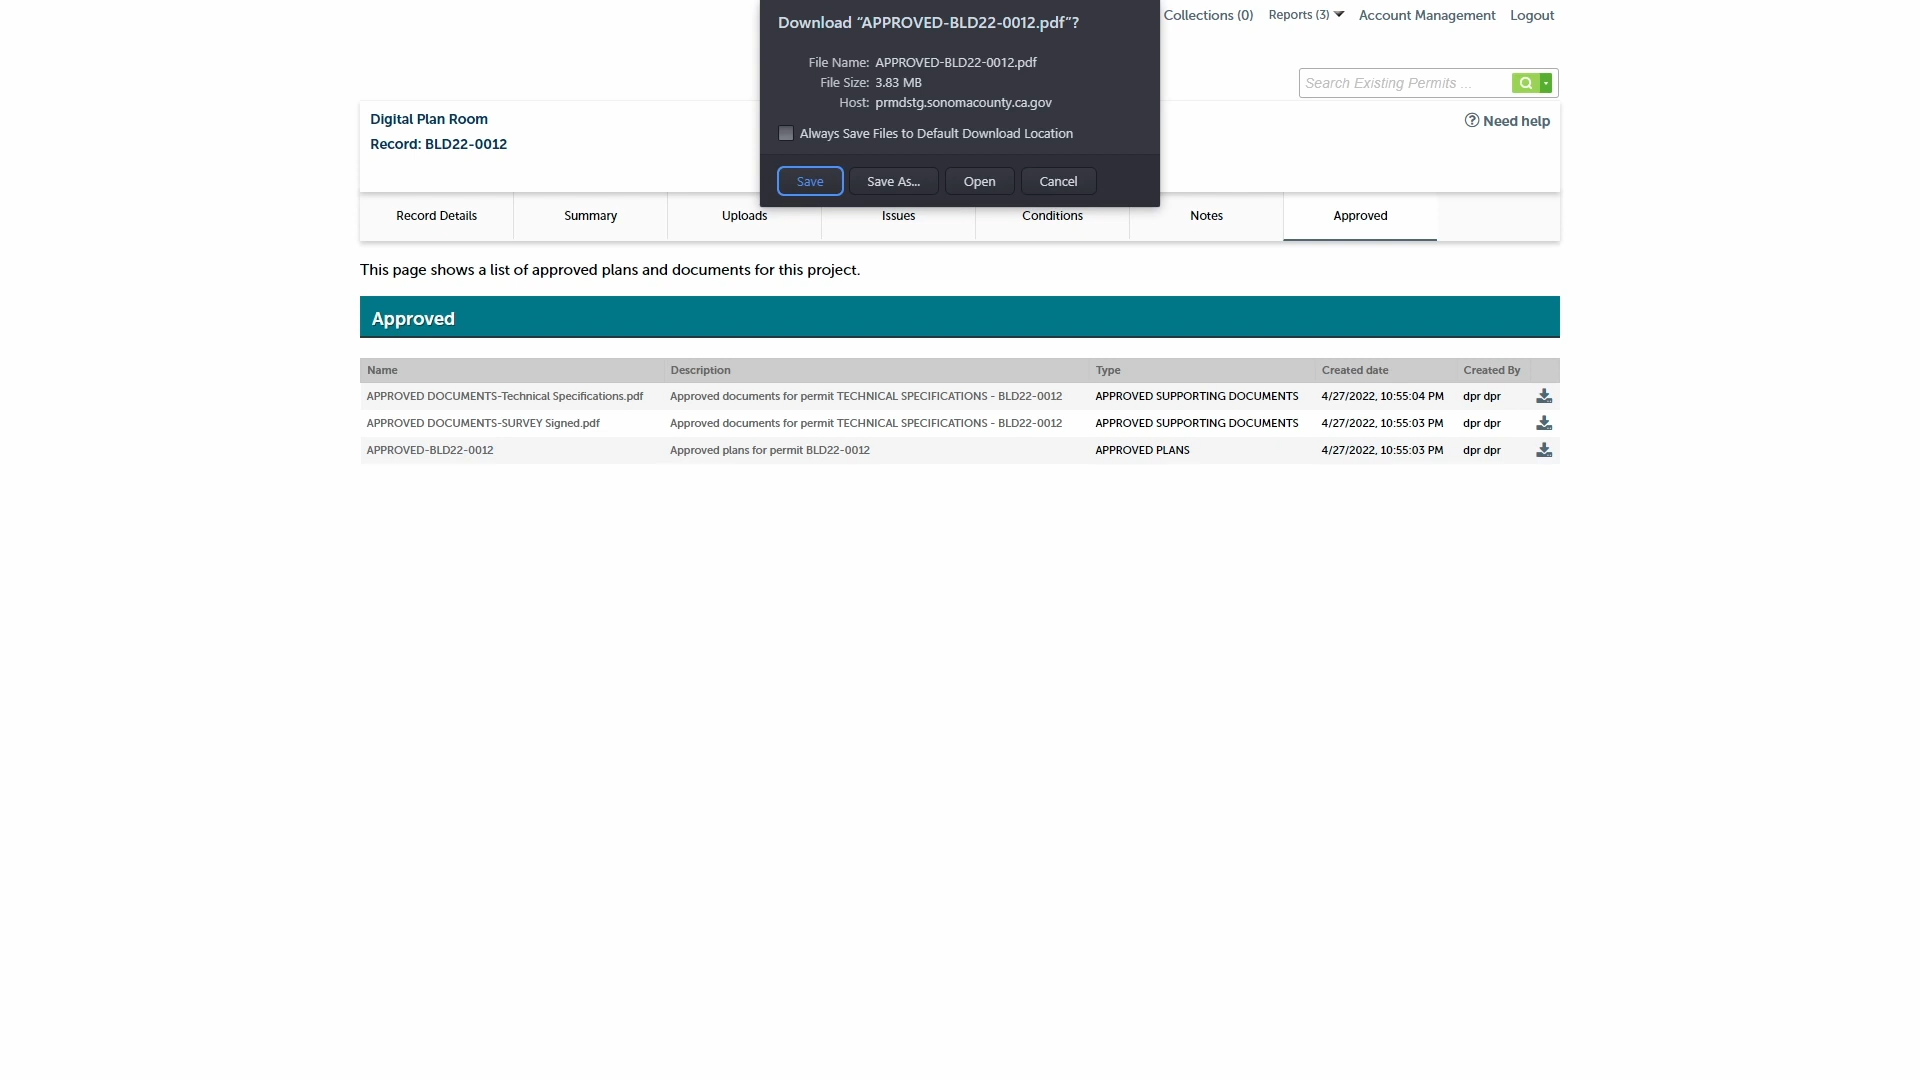 Download “APPROVED-BLD22-0012.pdf”?
File Name: APPROVED-BLD22-0012.pdf
File Size: 3.83 MB
Host: prmdstg.sonomacounty.ca.gov
Always Save Files to Default Download Location
Save Save As... Open Cancel
Collections (0) Reports (3) Account Management Logout
Search Existing Permits ...
Digital Plan Room
Record: BLD22-0012
Need help
Record Details Summary Uploads Issues Conditions Notes Approved
This page shows a list of approved plans and documents for this project.
Approved
Name Description Type Created date Created By
APPROVED DOCUMENTS-Technical Specifications.pdf Approved documents for permit TECHNICAL SPECIFICATIONS - BLD22-0012 APPROVED SUPPORTING DOCUMENTS 4/27/2022, 10:55:04 PM dpr dpr
APPROVED DOCUMENTS-SURVEY Signed.pdf Approved documents for permit TECHNICAL SPECIFICATIONS - BLD22-0012 APPROVED SUPPORTING DOCUMENTS 4/27/2022, 10:55:03 PM dpr dpr
APPROVED-BLD22-0012 Approved plans for permit BLD22-0012 APPROVED PLANS 4/27/2022, 10:55:03 PM dpr dpr